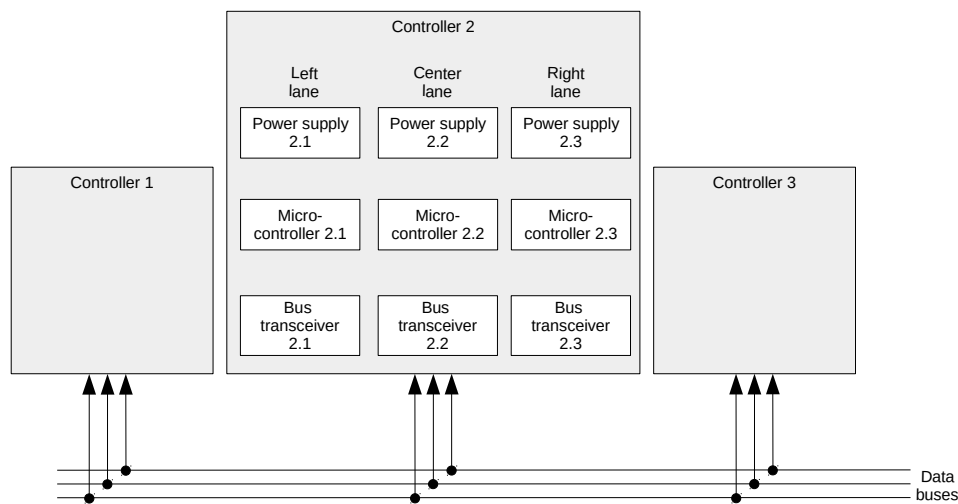 Controller 2
Left
lane
Center
lane
Right
lane
Power supply
2.1
Power supply
2.2
Power supply
2.3
Controller 1
Controller 3
Micro-
controller 2.1
Micro-
controller 2.2
Micro-
controller 2.3
Bus
transceiver
2.1
Bus
transceiver
2.2
Bus
transceiver
2.3
Data
buses